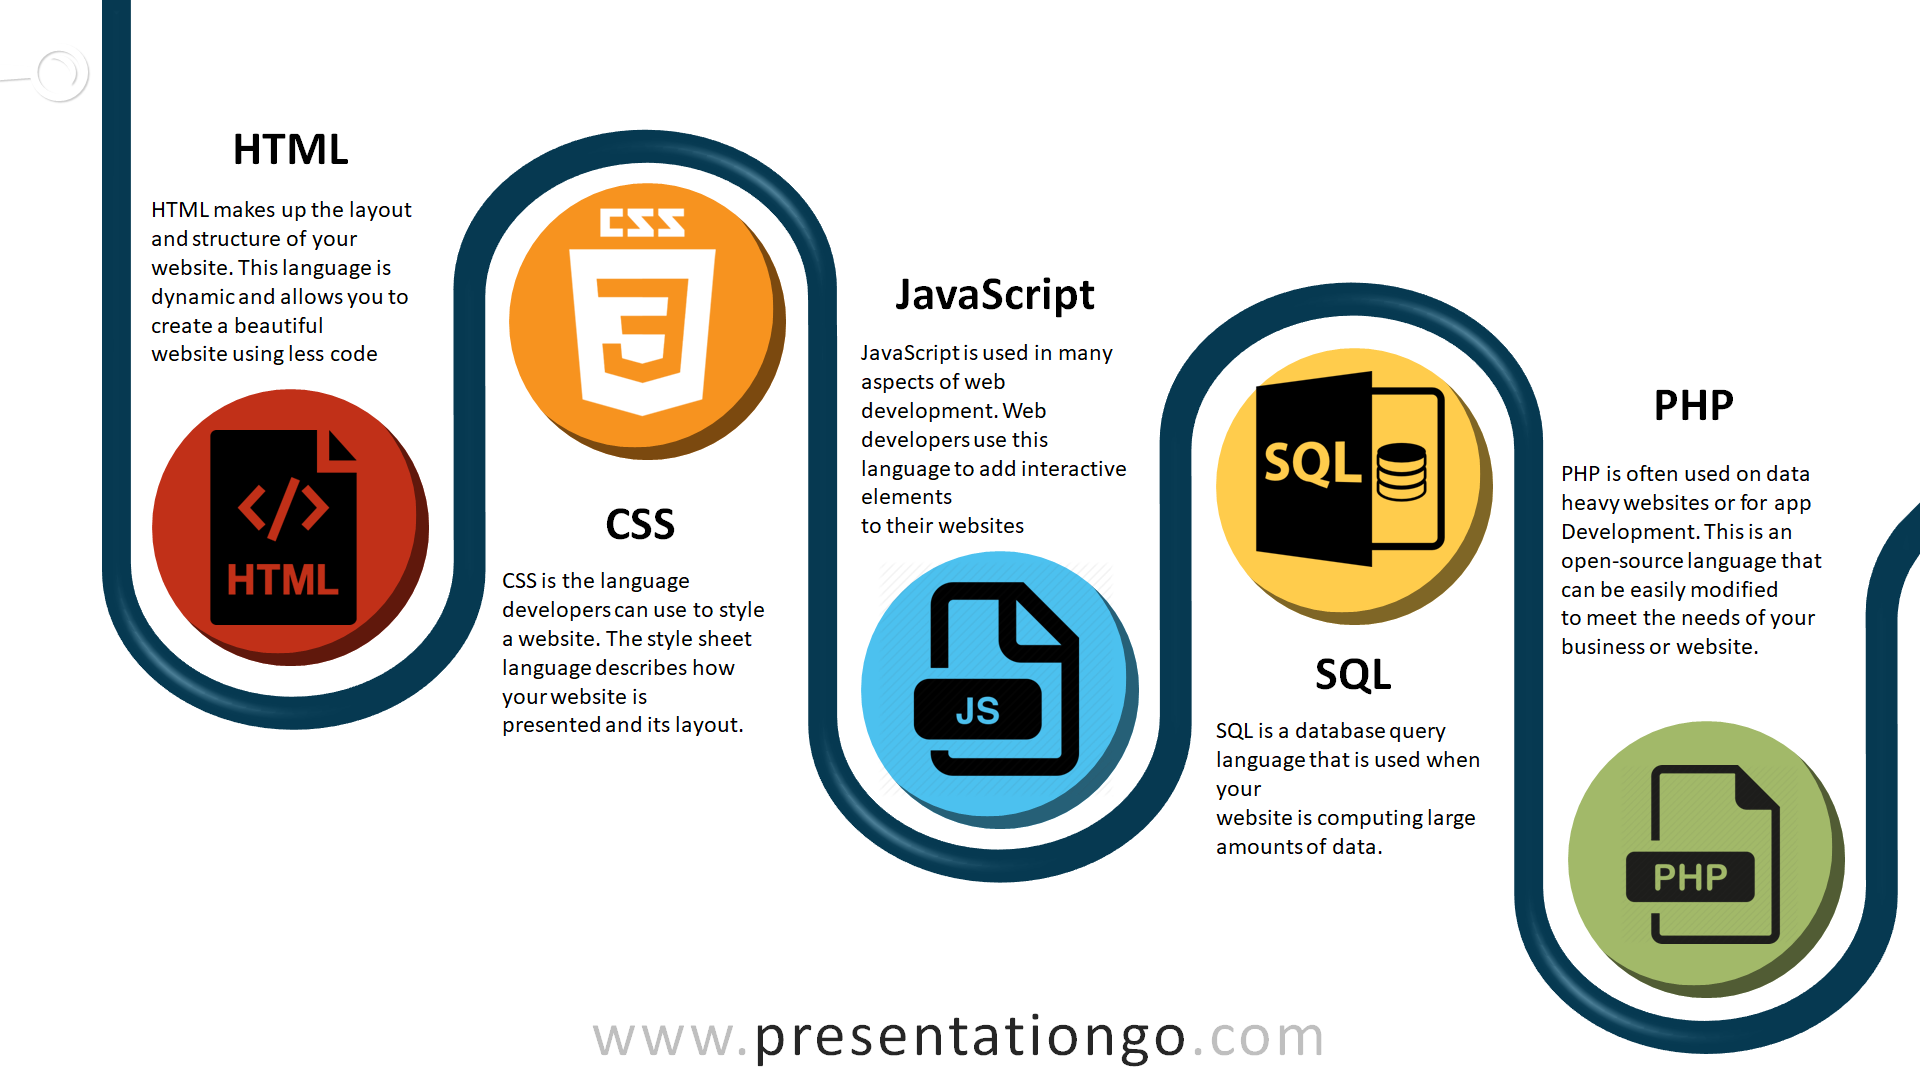 HTML
HTML makes up the layout
and structure of your
website. This language is
dynamic and allows you to
create a beautiful
website using less code
HTML
CSS
CSS
CSS is the language
developers can use to style
a website. The style sheet
language describes how
your website is
presented and its layout.
JavaScript
JavaScript is used in many
aspects of web
development. Web
developers use this
language to add interactive
elements
to their websites
JS
SQL
SQL
SQL is a database query
language that is used when
your
website is computing large
amounts of data.
PHP
PHP is often used on data
heavy websites or for app
Development. This is an
open-source language that
can be easily modified
to meet the needs of your
business or website.
PHP
www.presentationgo.com